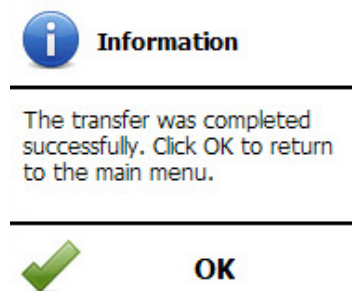 Information
The transfer was completed
successfully. Click OK to return
to the main menu.
OK